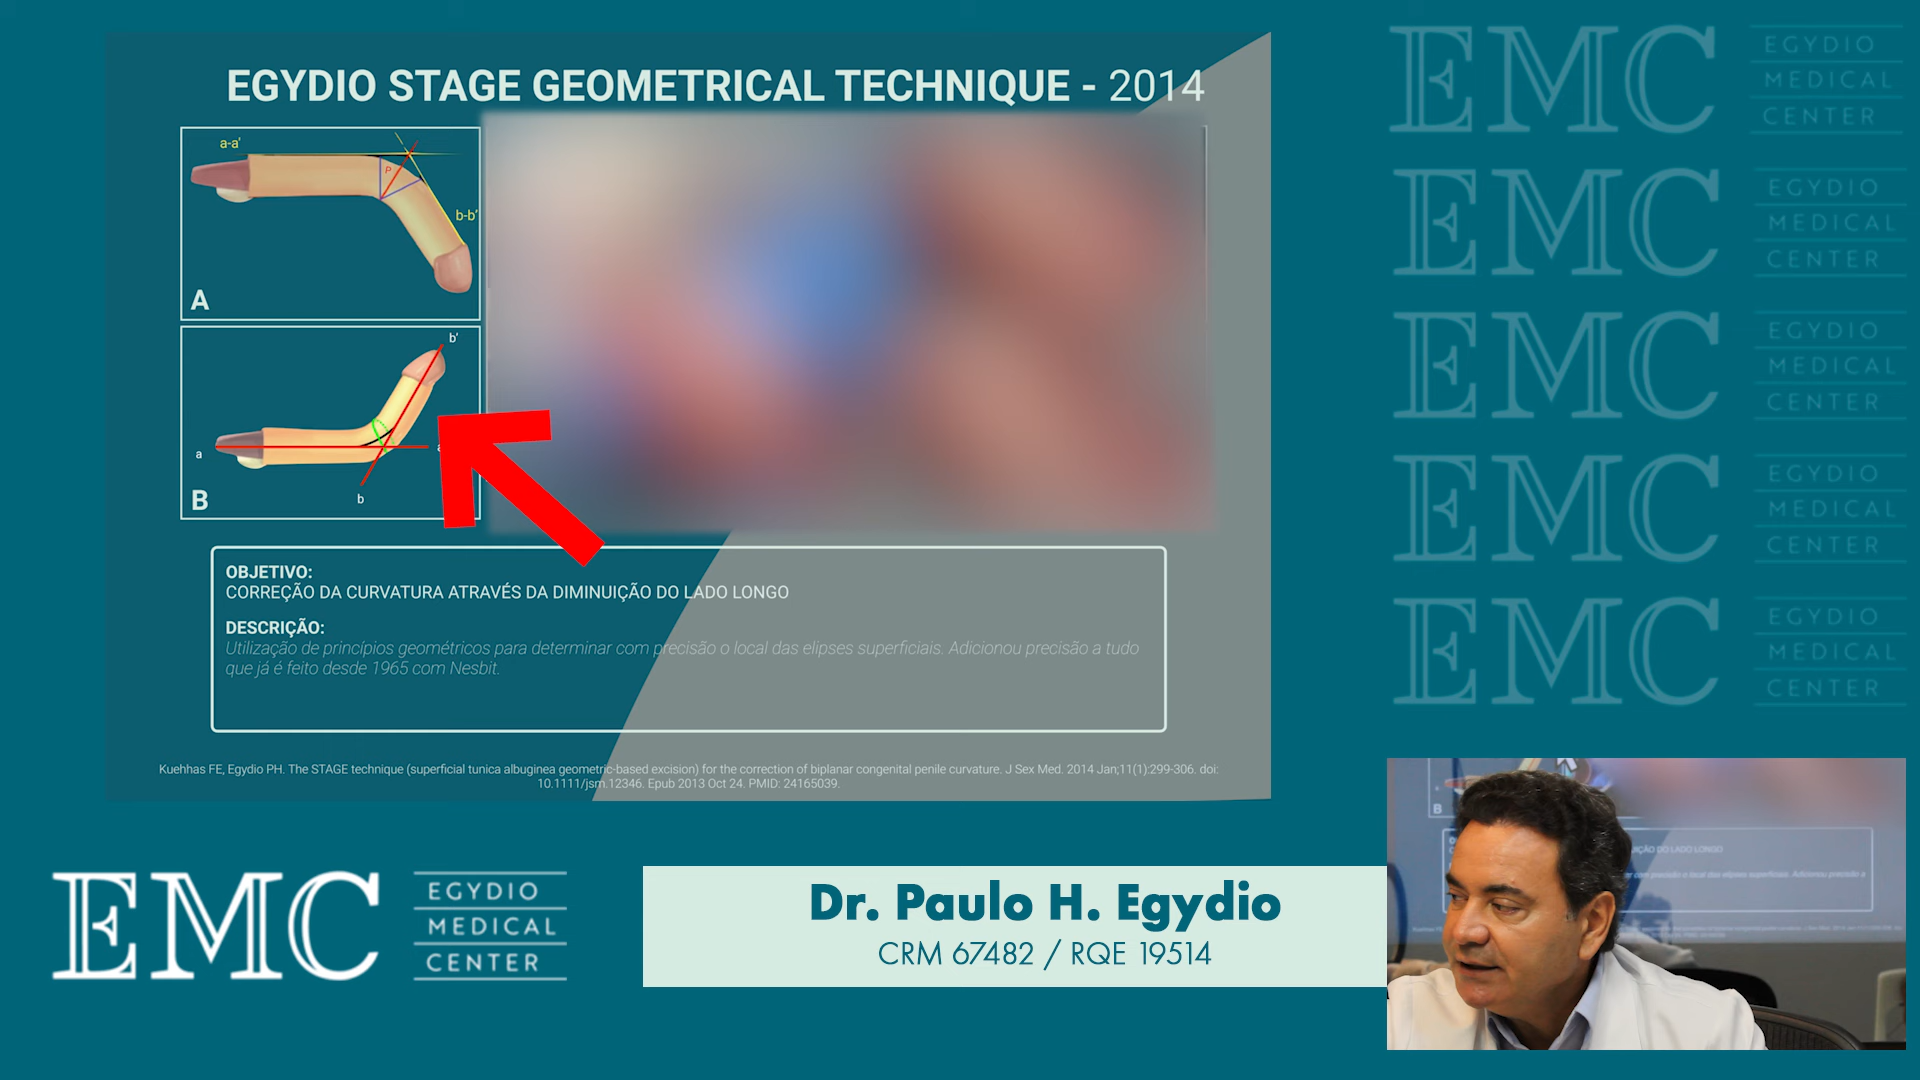 EGYDIO STAGE GEOMETRICAL TECHNIQUE - 2014
a-a'
P
b-b'
A
b'
a
b
B
OBJETIVO:
CORREÇÃO DA CURVATURA ATRAVÉS DA DIMINUIÇÃO DO LADO LONGO
DESCRIÇÃO:
Utilização de princípios geométricos para determinar com precisão o local das elipses superficiais. Adicionou precisão a tudo
que já é feito desde 1965 com Nesbit.
Kuehhas FE, Egydio PH. The STAGE technique (superficial tunica albuginea geometric-based excision) for the correction of biplanar congenital penile curvature. J Sex Med. 2014 Jan;11(1):299-306. doi:
10.1111/jsm.12346. Epub 2013 Oct 24. PMID: 24165039.
EMC
EGYDIO
MEDICAL
CENTER
EMC
EGYDIO
MEDICAL
CENTER
EMC
EGYDIO
MEDICAL
CENTER
EMC
EGYDIO
MEDICAL
CENTER
EMC
EGYDIO
MEDICAL
CENTER
EMC
EGYDIO
MEDICAL
CENTER
Dr. Paulo H. Egydio
CRM 67482 / RQE 19514
B